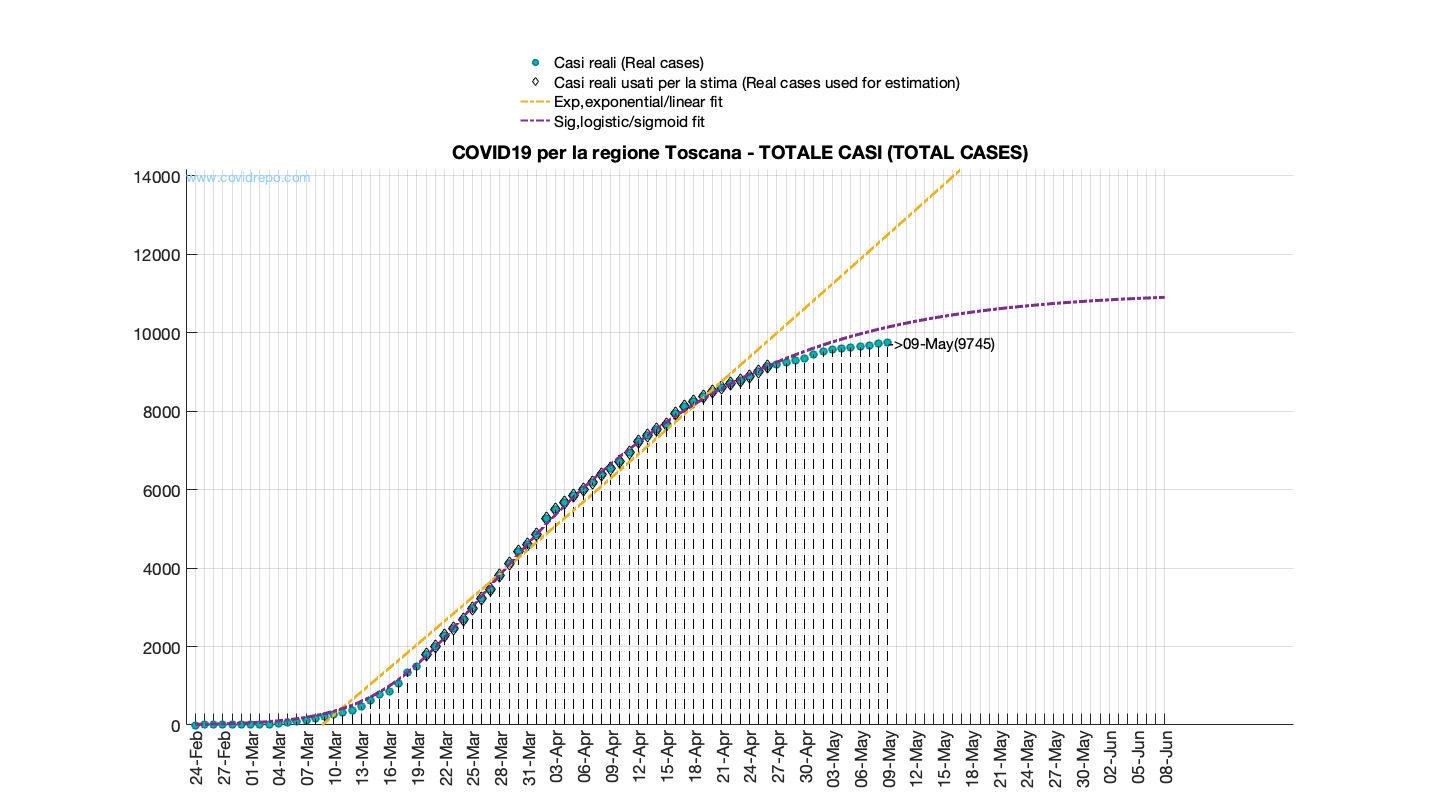 Casi reali (Real cases)
Casi reali usati per la stima (Real cases used for estimation)
Exp,exponential/linear fit
Sig,logistic/sigmoid fit
COVID19 per la regione Toscana - TOTALE CASI (TOTAL CASES)
www.covidrepo.com
14000
12000
10000
8000
6000
4000
2000
0
->09-May(9745)
24-Feb
27-Feb
01-Mar
04-Mar
07-Mar
10-Mar
13-Mar
16-Mar
19-Mar
22-Mar
25-Mar
28-Mar
31-Mar
03-Apr
06-Apr
09-Apr
12-Apr
15-Apr
18-Apr
21-Apr
24-Apr
27-Apr
30-Apr
03-May
06-May
09-May
12-May
15-May
18-May
21-May
24-May
27-May
30-May
02-Jun
05-Jun
08-Jun